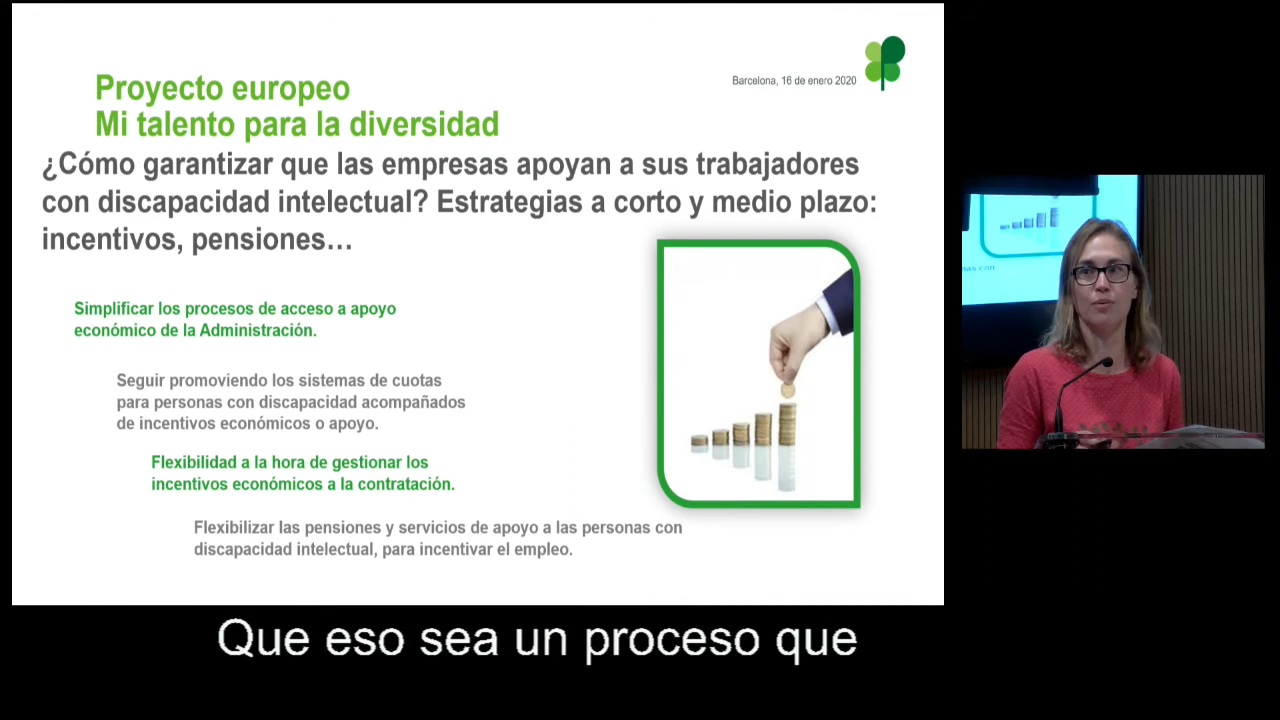 Barcelona, 16 de enero 2020
Proyecto europeo
Mi talento para la diversidad
¿Cómo garantizar que las empresas apoyan a sus trabajadores
con discapacidad intelectual? Estrategias a corto y medio plazo:
incentivos, pensiones…
Simplificar los procesos de acceso a apoyo
económico de la Administración.
Seguir promoviendo los sistemas de cuotas
para personas con discapacidad acompañados
de incentivos económicos o apoyo.
Flexibilidad a la hora de gestionar los
incentivos económicos a la contratación.
Flexibilizar las pensiones y servicios de apoyo a las personas con
discapacidad intelectual, para incentivar el empleo.
Que eso sea un proceso que